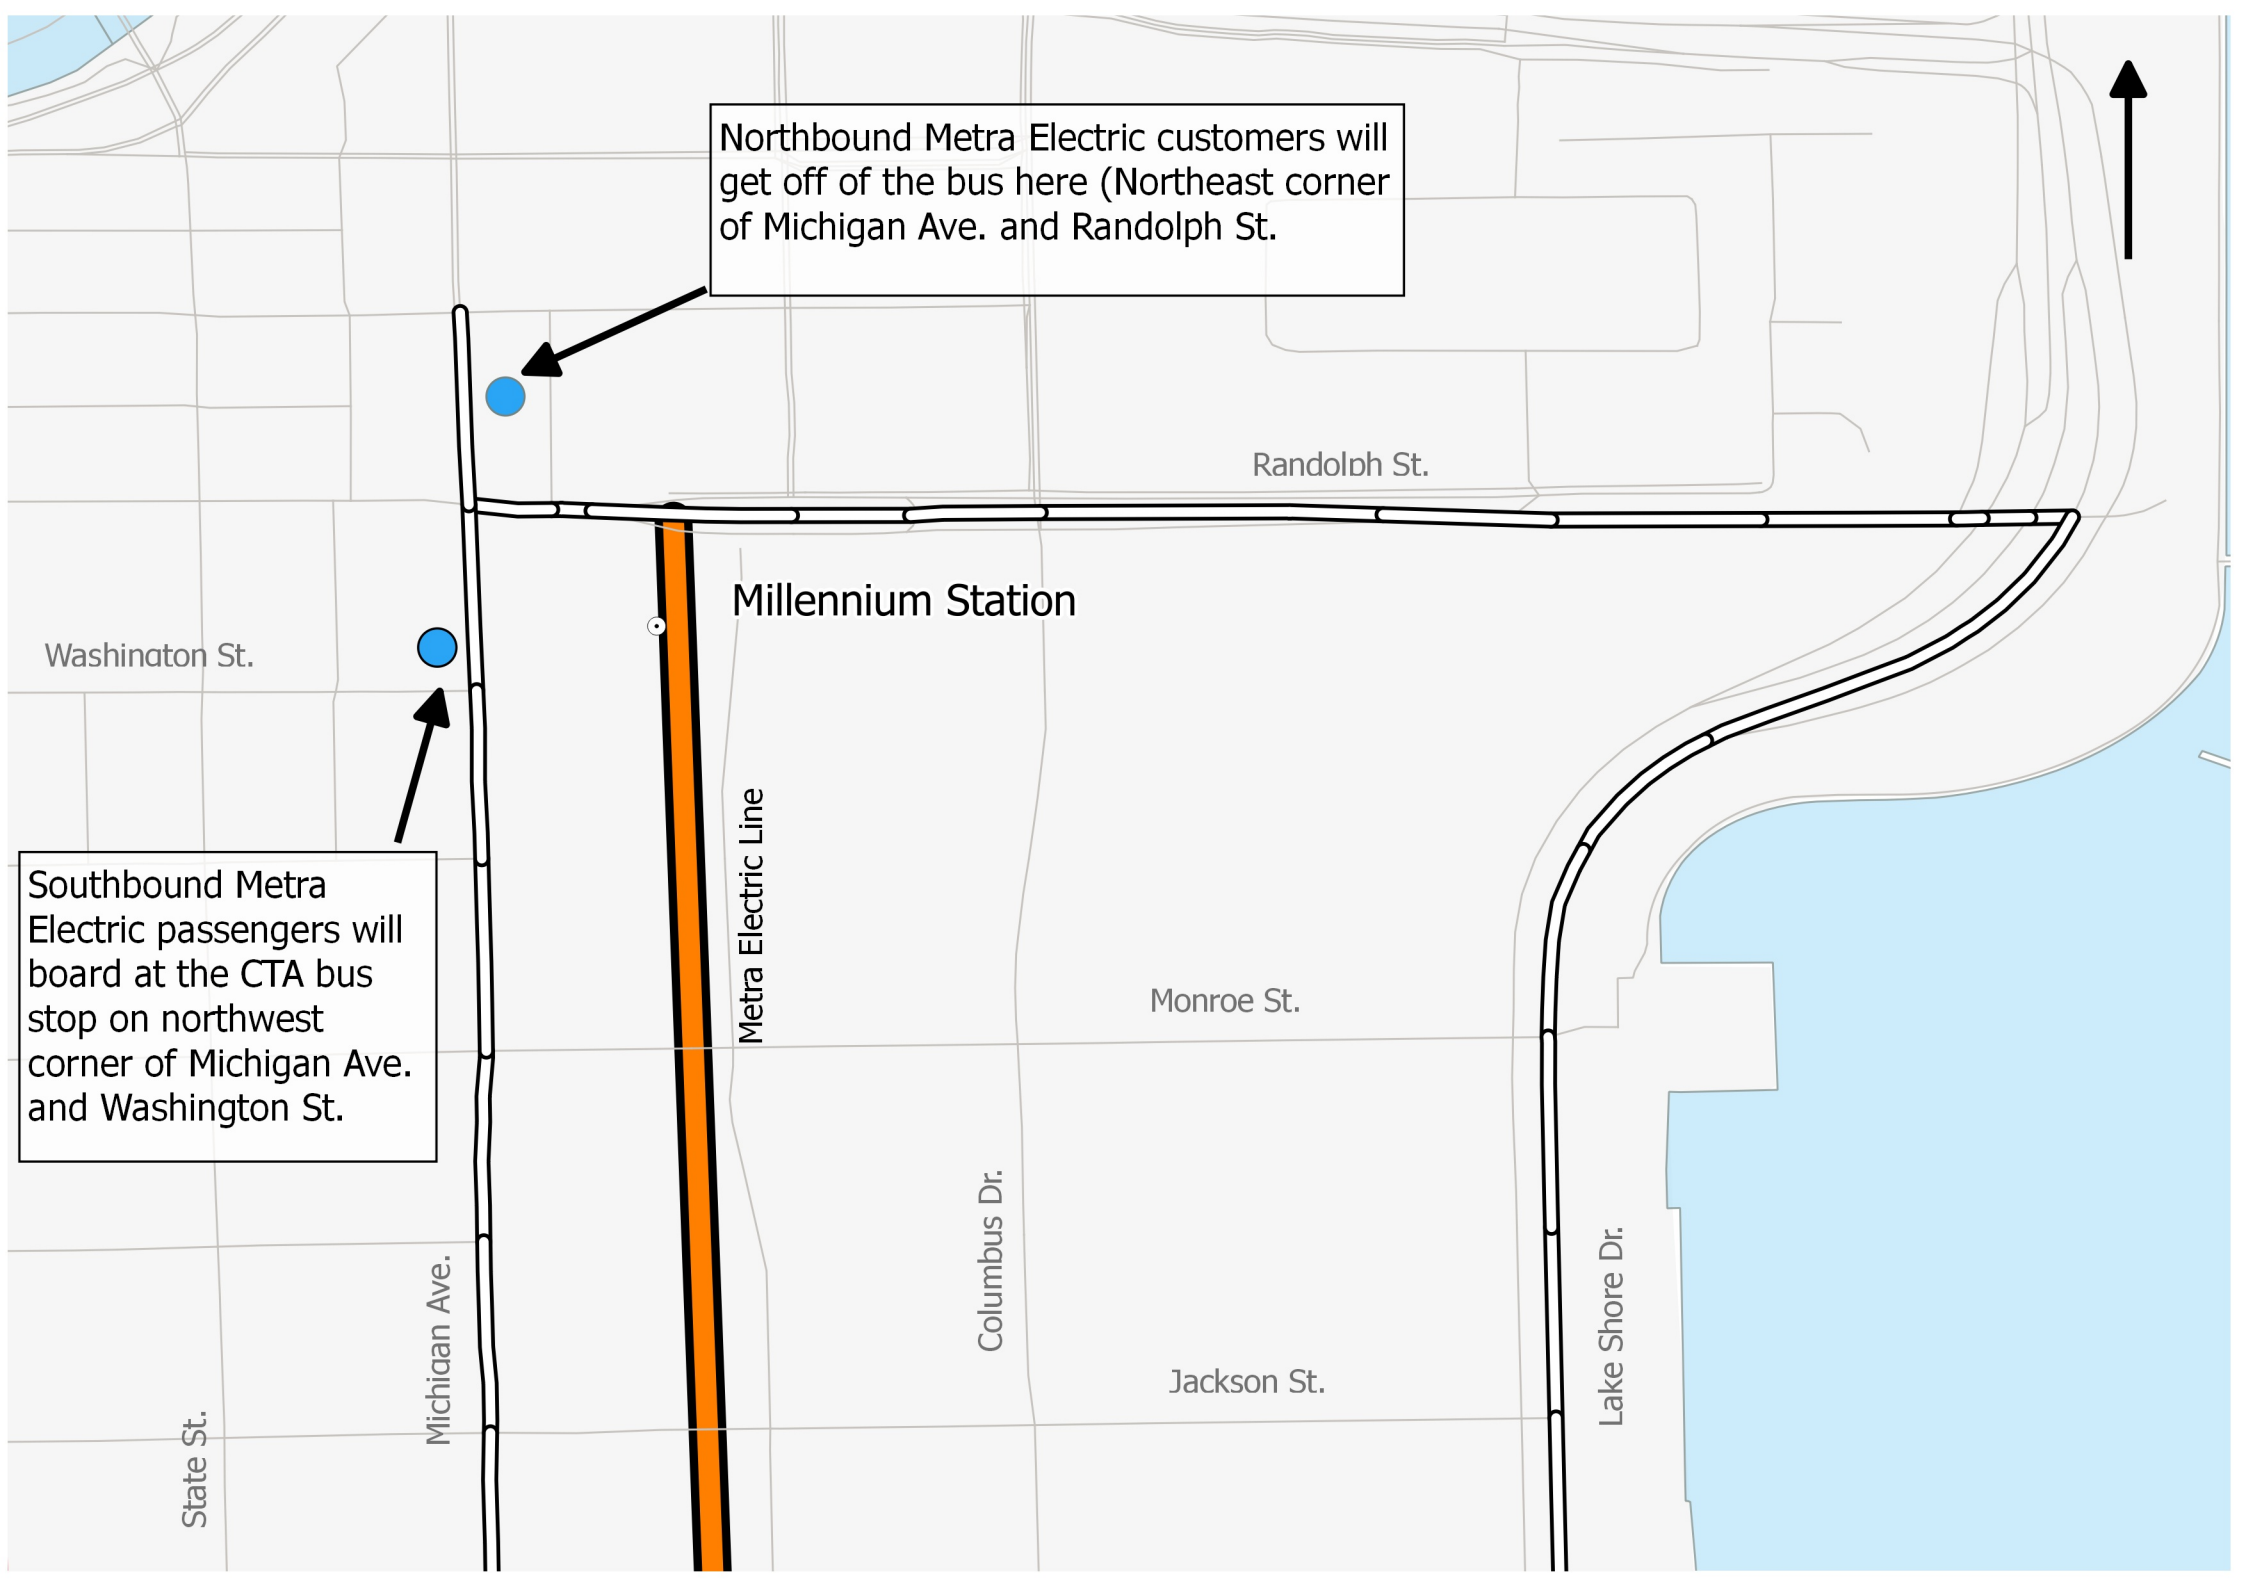 Northbound Metra Electric customers will
get off of the bus here (Northeast corner
of Michigan Ave. and Randolph St.
Randolph St.
Millennium Station
Washington St.
Metra Electric Line
Southbound Metra
Electric passengers will
board at the CTA bus
stop on northwest
corner of Michigan Ave.
and Washington St.
Monroe St.
Columbus Dr.
Lake Shore Dr.
Michigan Ave.
Jackson St.
State St.